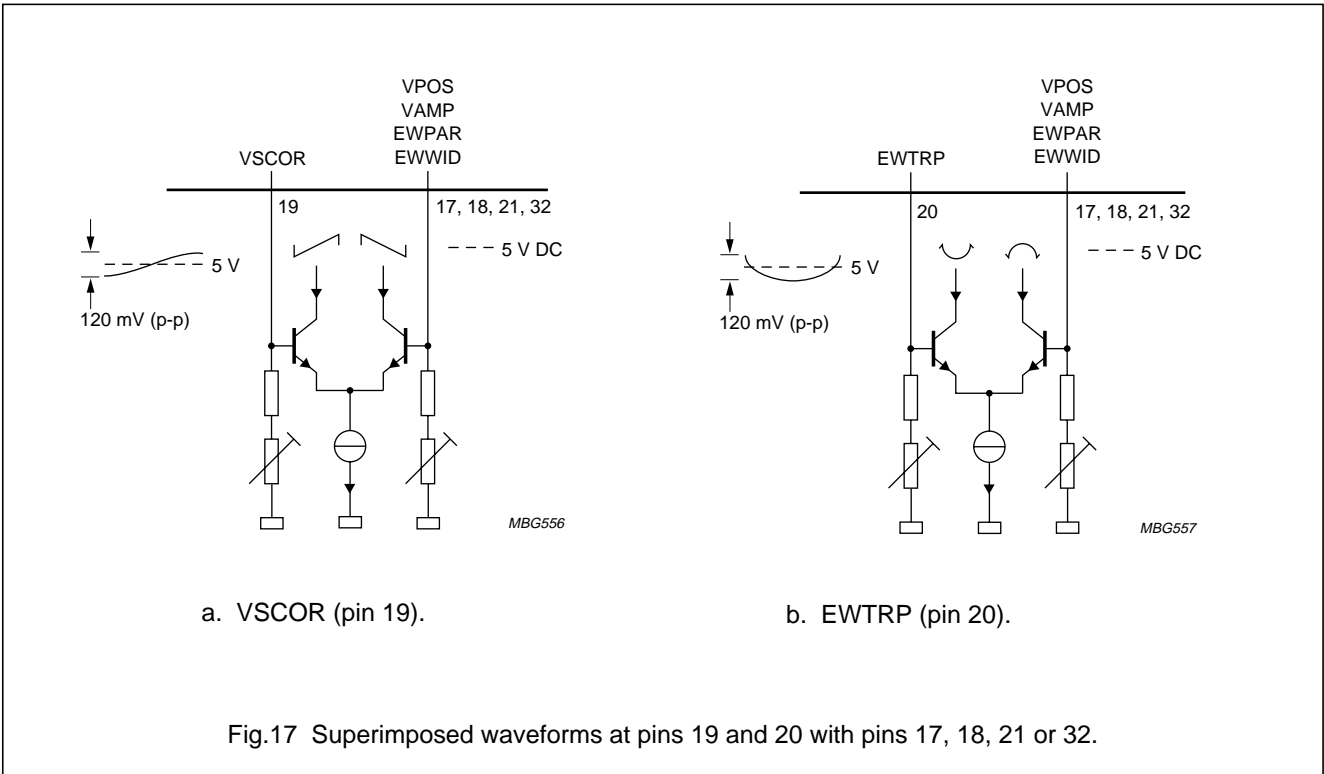 VPOS
VAMP
EWPAR
VSCOR EWWID
19 17, 18, 21, 32
5 V DC
5 V
120 mV (p-p)
MBG556
a. VSCOR (pin 19).
VPOS
VAMP
EWPAR
EWTRP EWWID
20 17, 18, 21, 32
5 V DC
5 V
120 mV (p-p)
MBG557
b. EWTRP (pin 20).
Fig.17 Superimposed waveforms at pins 19 and 20 with pins 17, 18, 21 or 32.